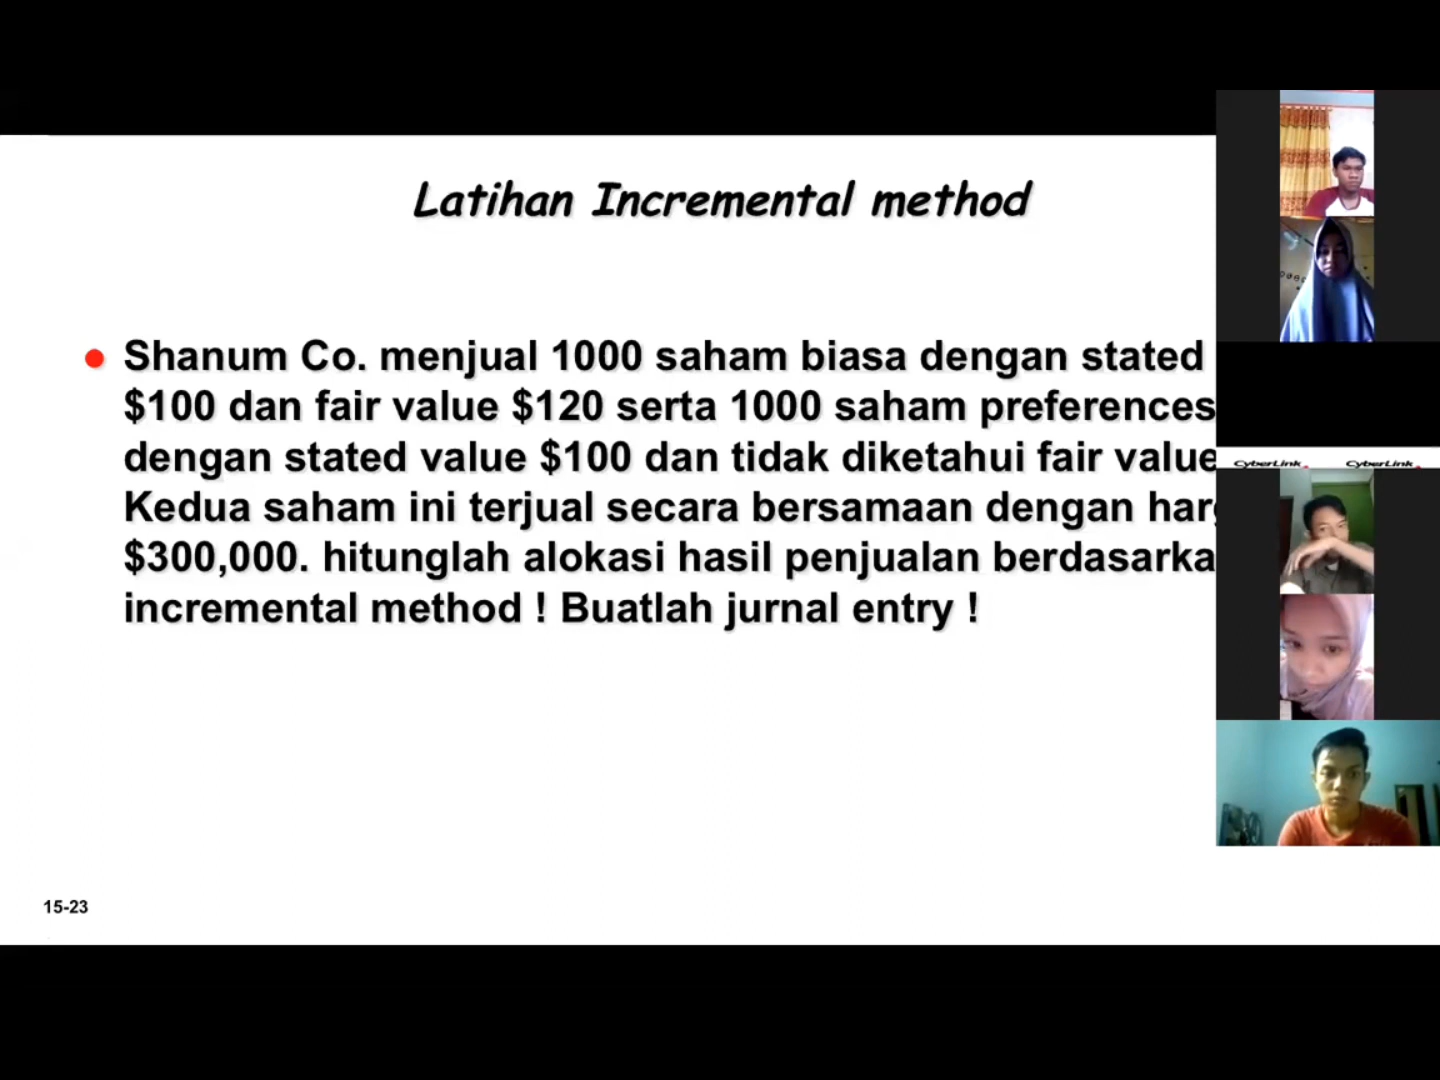 Latihan Incremental method
Shanum Co. menjual 1000 saham biasa dengan stated
$100 dan fair value $120 serta 1000 saham preferences
dengan stated value $100 dan tidak diketahui fair value
Kedua saham ini terjual secara bersamaan dengan
$300,000. hitunglah alokasi hasil penjualan berdasarka
incremental method ! Buatlah jurnal entry !
CyberLink CyberLink
15-23